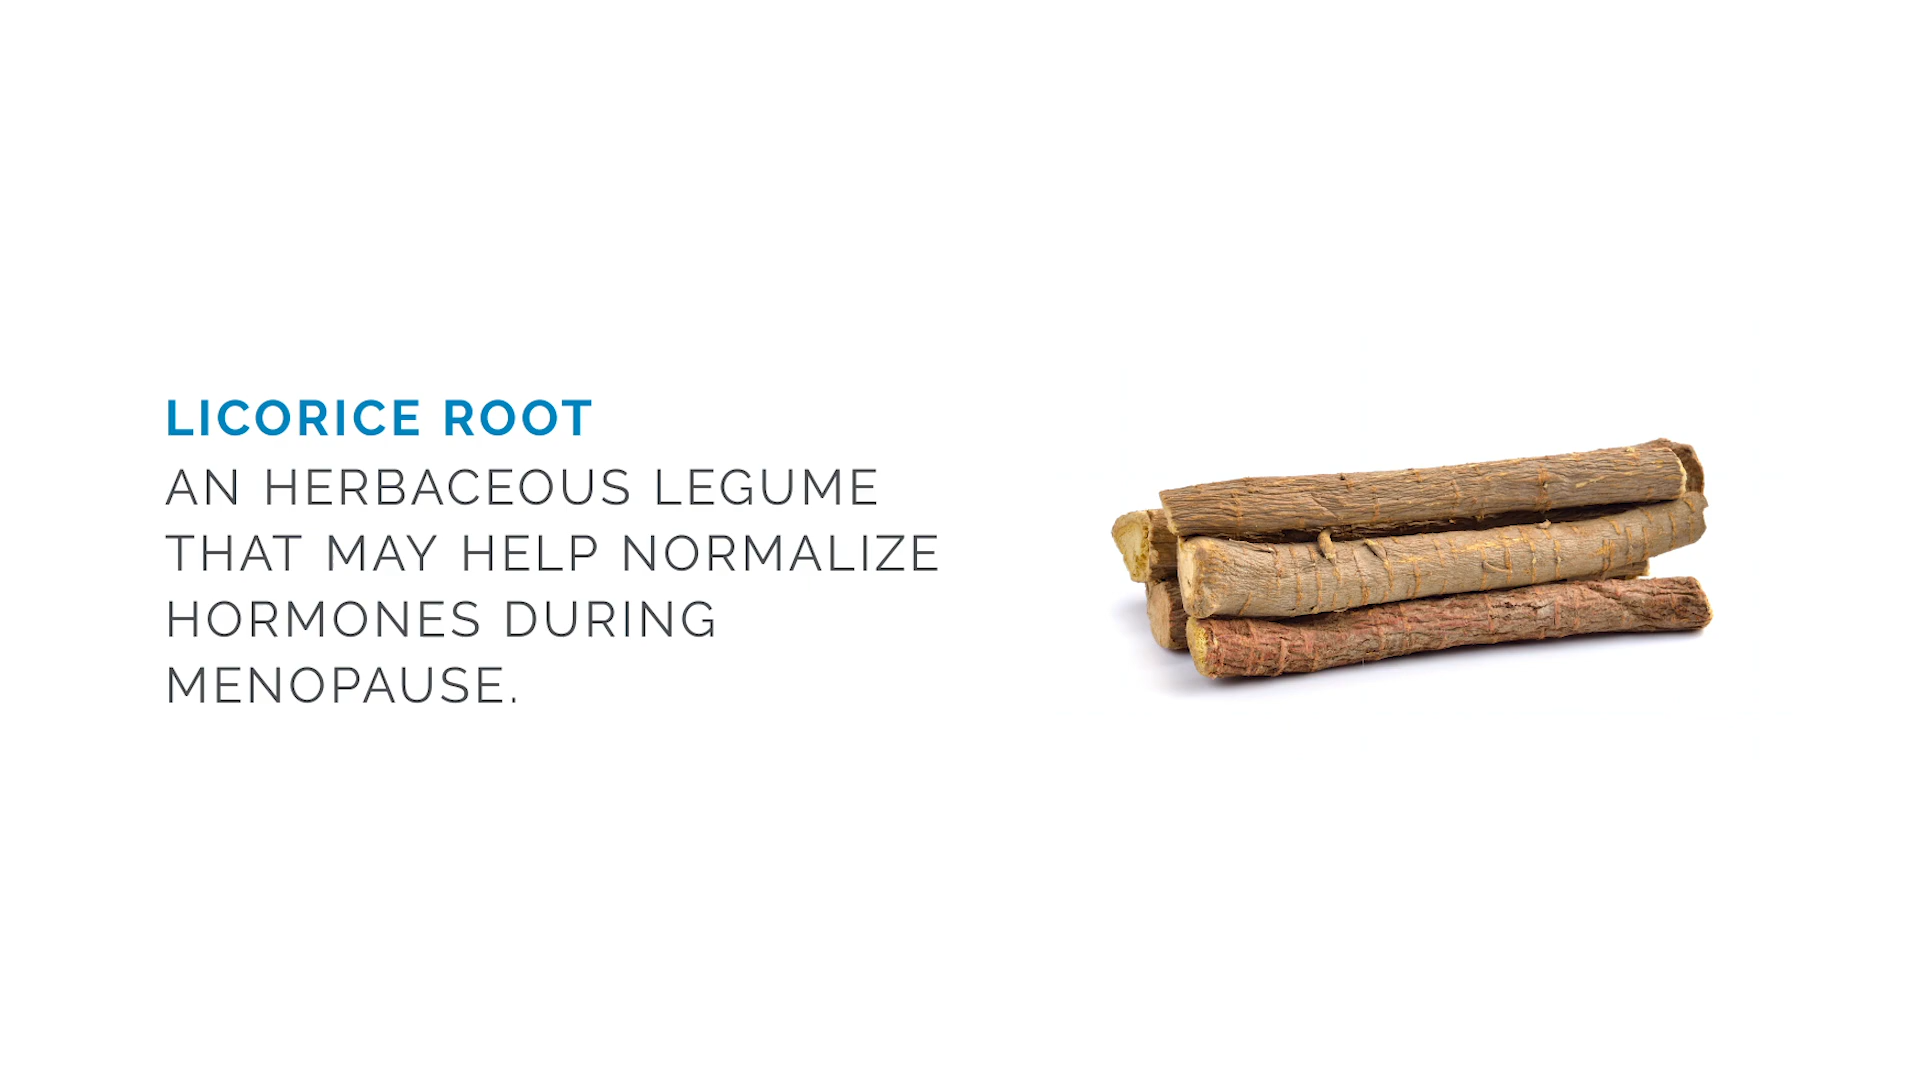 LICORICE ROOT
AN HERBACEOUS LEGUME
THAT MAY HELP NORMALIZE
HORMONES DURING
MENOPAUSE.